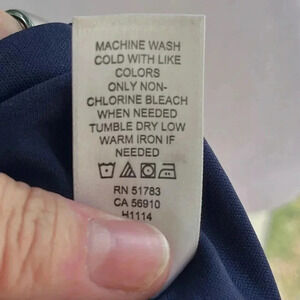 MACHINE WASH
COLD WITH LIKE
COLORS
ONLY NON-
CHLORINE BLEACH
WHEN NEEDED
TUMBLE DRY LOW
WARM IRON IF
NEEDED
RN 51783
CA 56910
H1114